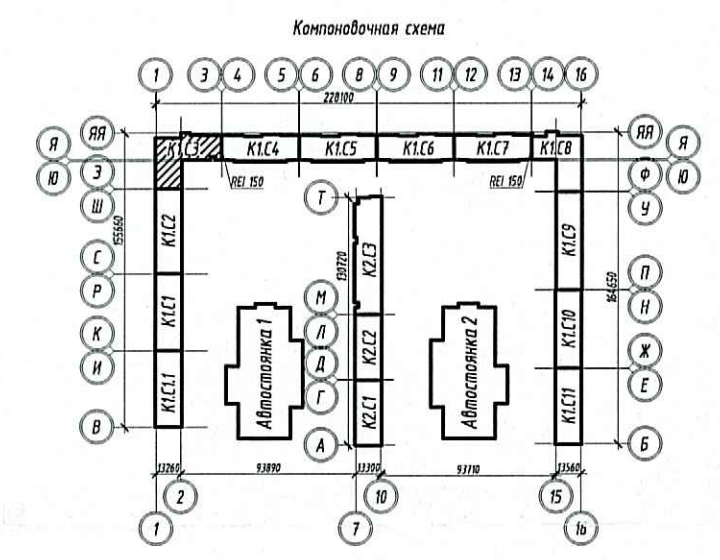 Компоновочная схема
1 3 4 5 6 8 9 11 12 13 14 16
228100
ЯЯ ЯЯ
Я Я
К1.С3 К1.С4 К1.С5 К1.С6 К1.С7 К1.С8
Ю Ю
REI 150 REI 150
З Ф
Ш Т У
155660
К1.С2
130720
К2.С3
К1.С9
164650
С П
Р М Н
К1.С1
Автостоянка 1
К2.С2
Автостоянка 2
К1.С10
К Л Ж
И Д Е
К1.С1.1
Г
К2.С1
К1.С11
В А Б
13260 93890 13300 93710 13560
2 10 15
1 7 16